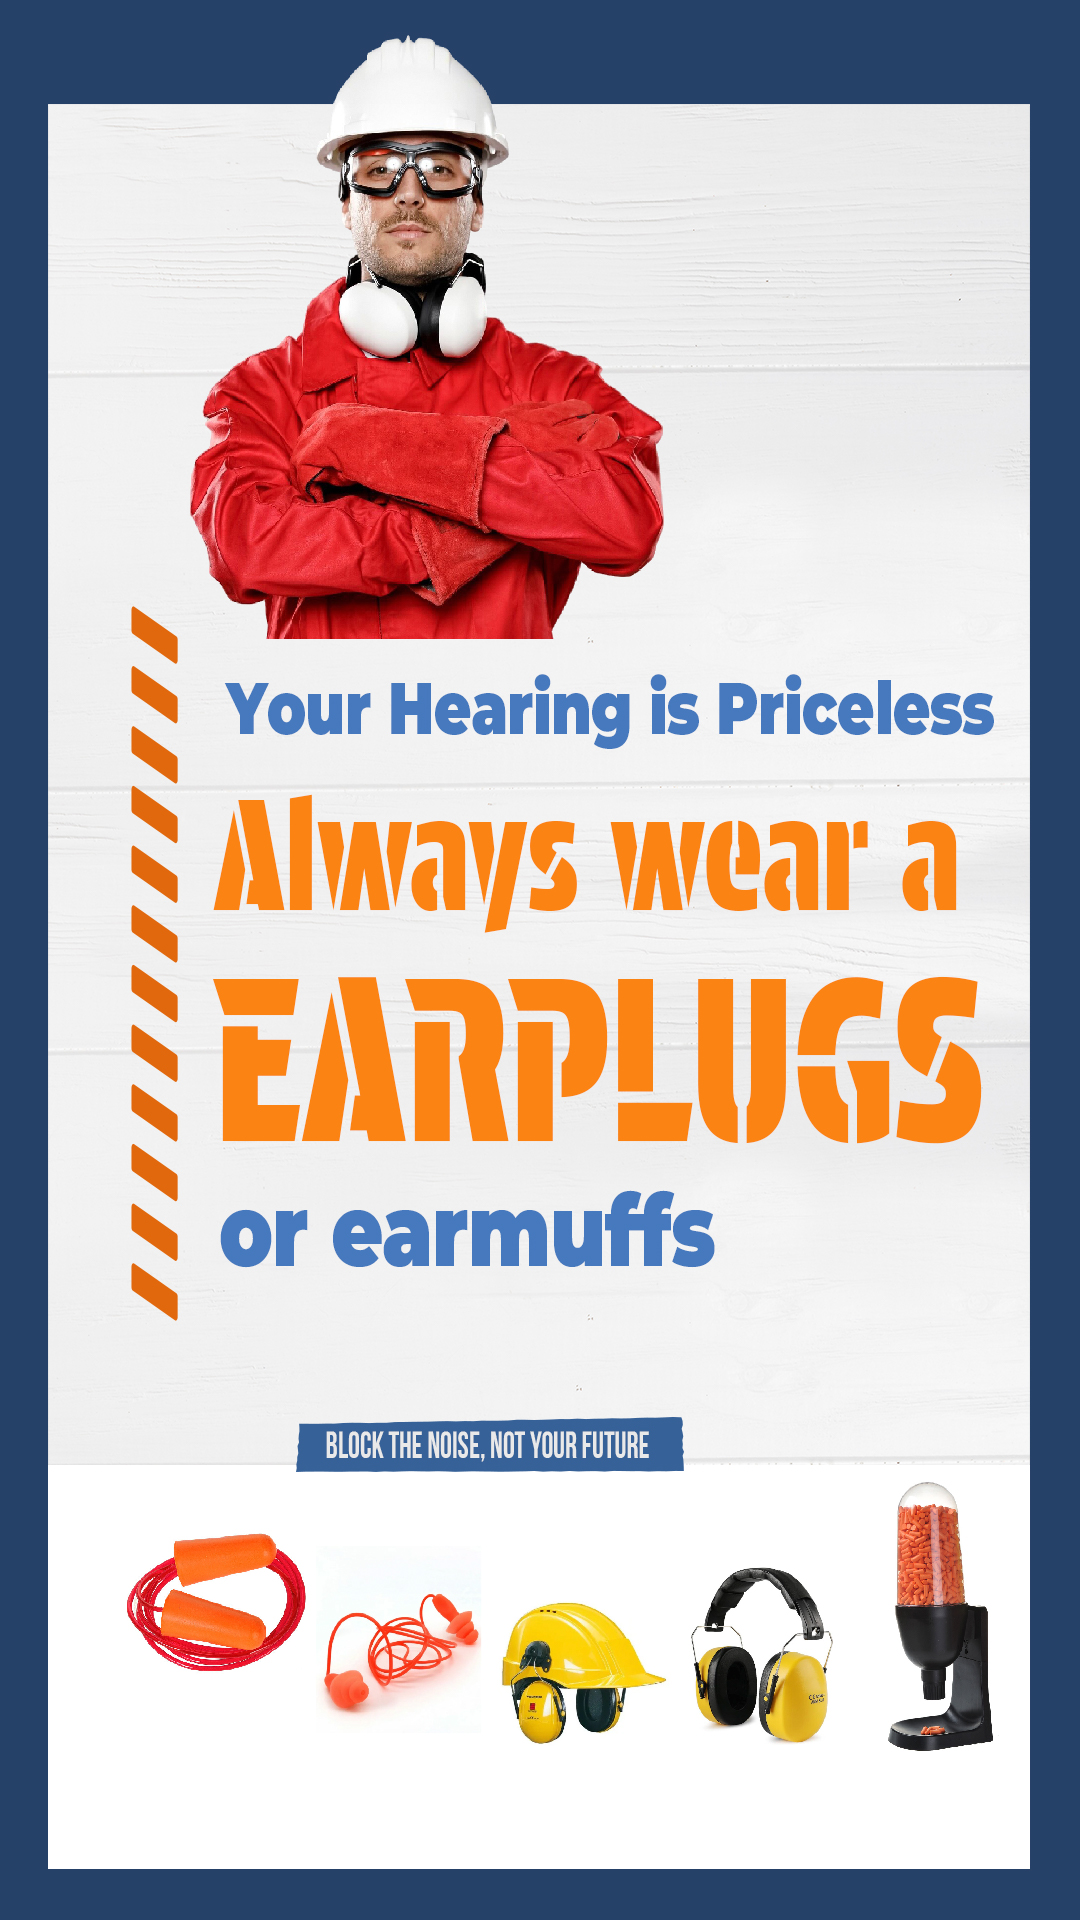 Your Hearing is Priceless
Always wear a
EARPLUGS
or earmuffs
BLOCK THE NOISE, NOT YOUR FUTURE